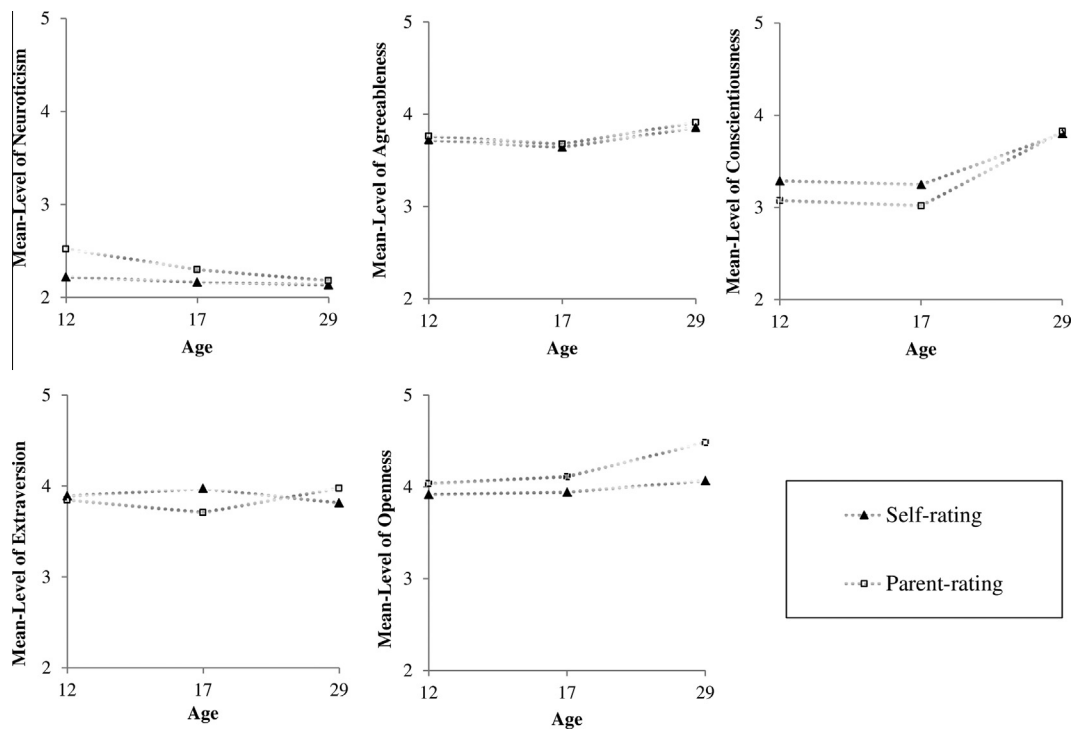 Mean-Level of Neuroticism
5
4
3
2
12
17
29
Age
Mean-Level of Agreeableness
5
4
3
2
12
17
29
Age
Mean-Level of Conscientiousness
5
4
3
2
12
17
29
Age
Mean-Level of Extraversion
5
4
3
2
12
17
29
Age
Mean-Level of Openness
5
4
3
2
12
17
29
Age
Self-rating
Parent-rating